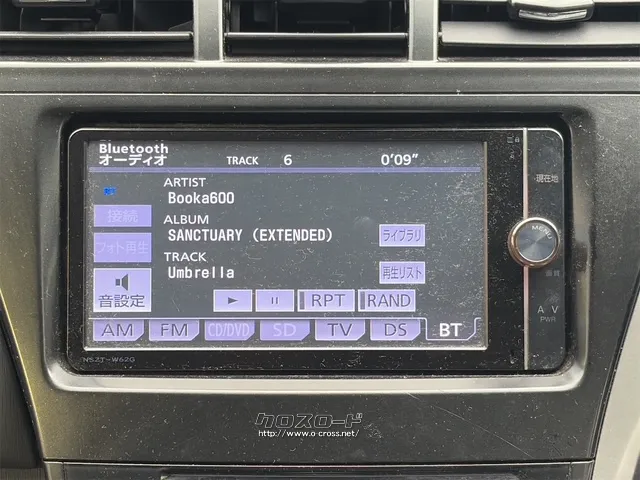 Bluetooth
オーディオ TRACK 6 0'09"
ARTIST
Booka600
接続
ALBUM
SANCTUARY (EXTENDED) ライブラリ
フォト再生
TRACK
Umbrella 再生リスト
音設定
RPT RAND
AM FM CD/DVD SD TV DS BT
NSZT-W62G
現在地
MENU
画質
A V
PWR
クロスロード
http://www.o-cross.net/